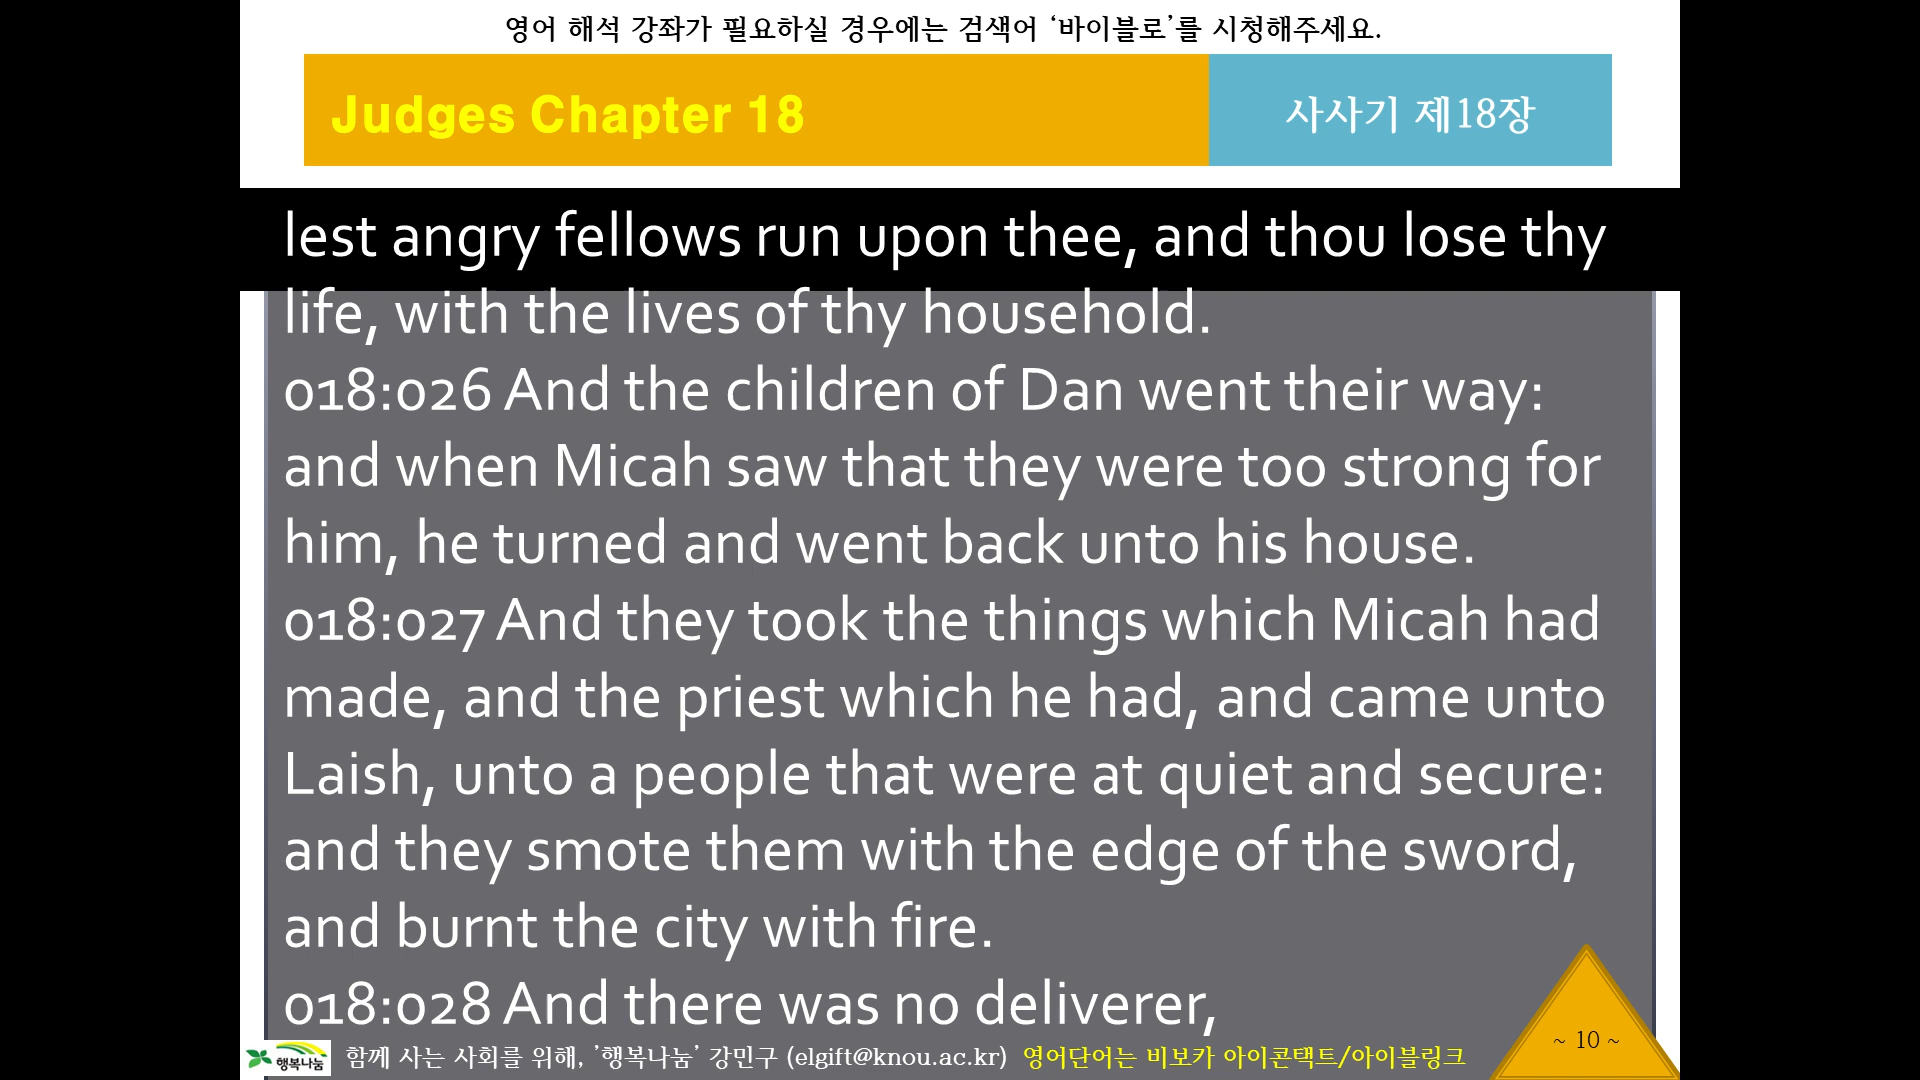 영어 해석 강좌가 필요하실 경우에는 검색어 ‘바이블로’를 시청해주세요.
Judges Chapter 18
사사기 제18장
lest angry fellows run upon thee, and thou lose thy
life, with the lives of thy household.
018:026 And the children of Dan went their way:
and when Micah saw that they were too strong for
him, he turned and went back unto his house.
018:027 And they took the things which Micah had
made, and the priest which he had, and came unto
Laish, unto a people that were at quiet and secure:
and they smote them with the edge of the sword,
and burnt the city with fire.
018:028 And there was no deliverer,
~ 10 ~
행복나눔
함께 사는 사회를 위해, ’행복나눔’ 강민구 (elgift@knou.ac.kr) 영어단어는 비보카 아이콘택트/아이블링크